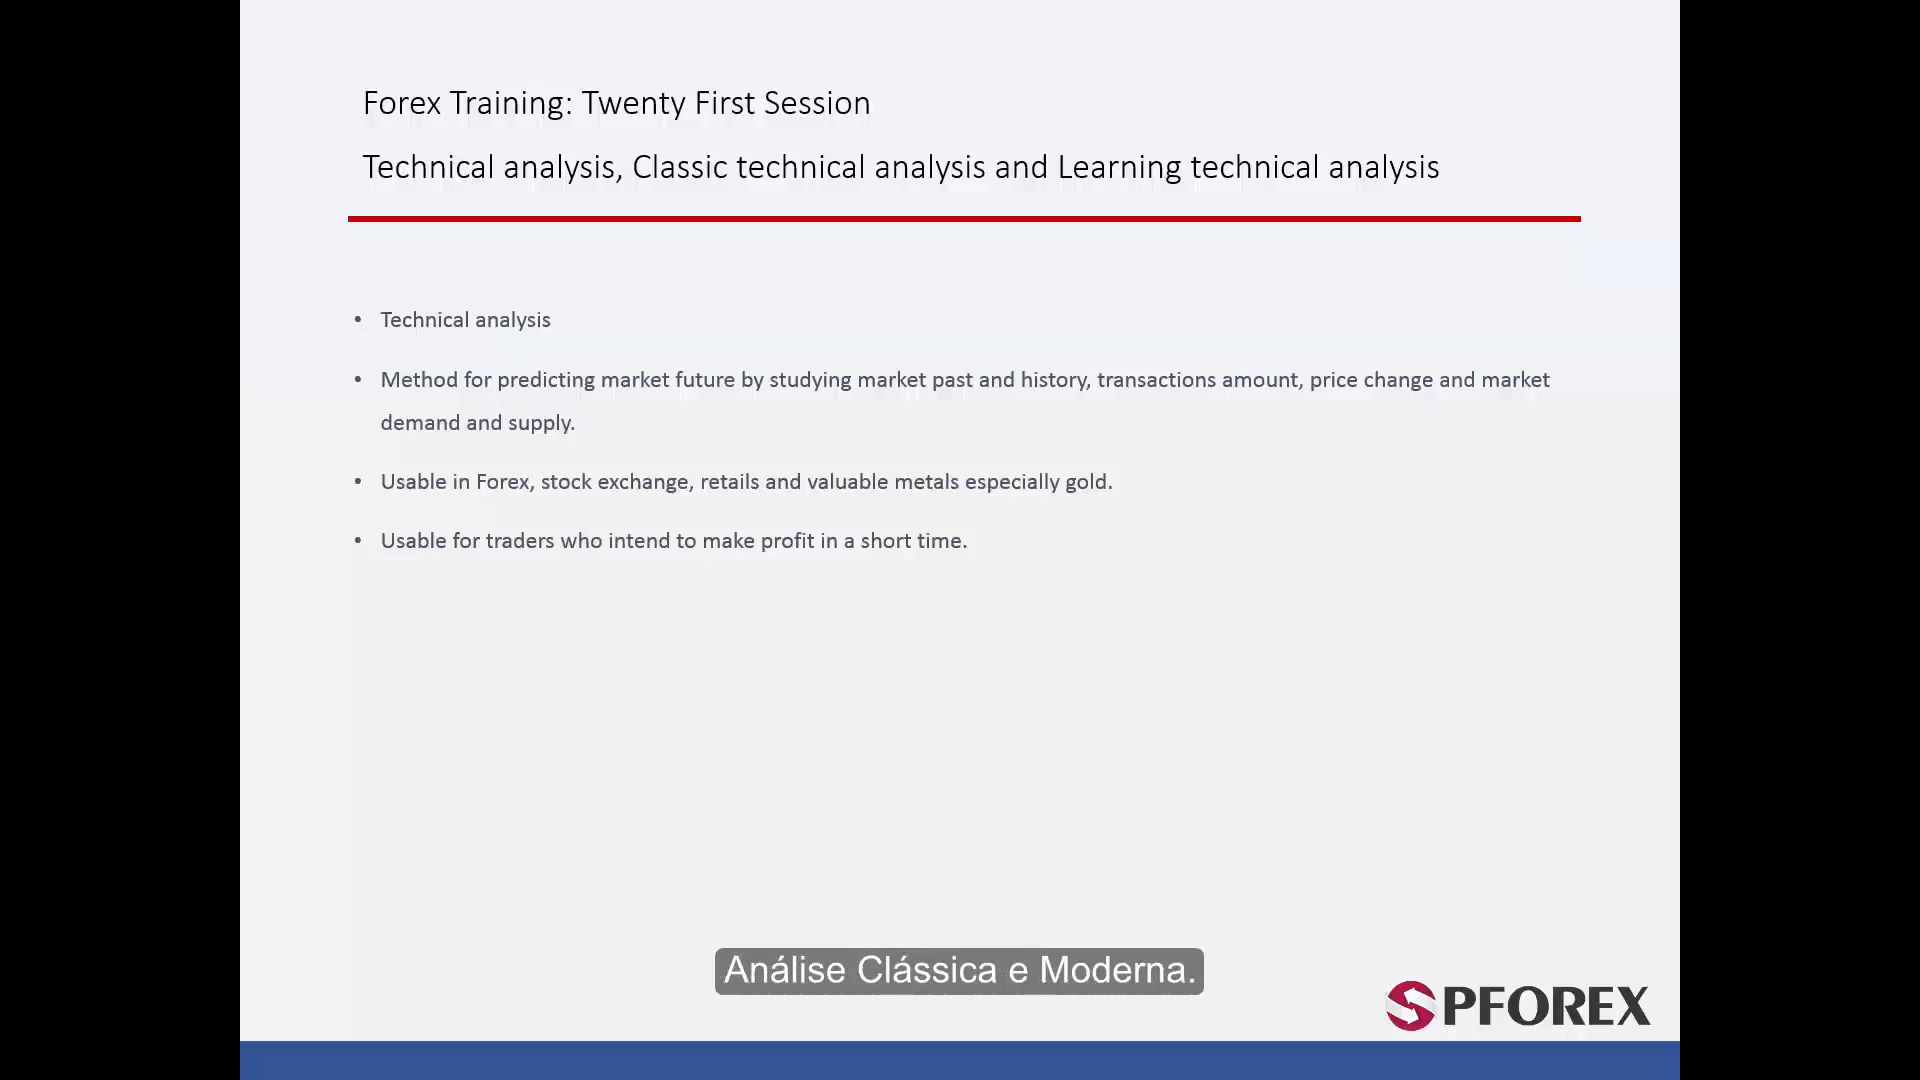 Forex Training: Twenty First Session
Technical analysis, Classic technical analysis and Learning technical analysis
• Technical analysis
• Method for predicting market future by studying market past and history, transactions amount, price change and market
demand and supply.
• Usable in Forex, stock exchange, retails and valuable metals especially gold.
• Usable for traders who intend to make profit in a short time.
Análise Clássica e Moderna.
PFOREX